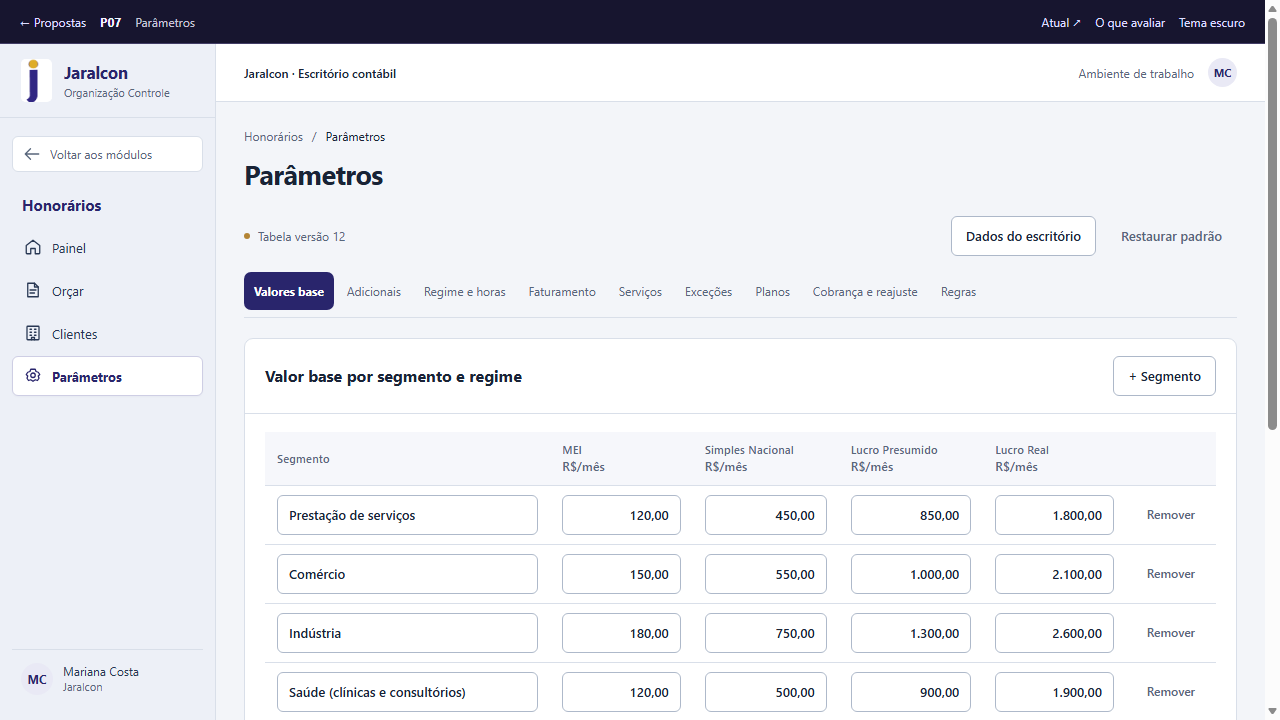 ← Propostas P07 Parâmetros Atual ↗ O que avaliar Tema escuro
Jaralcon
Organização Controle
Jaralcon · Escritório contábil Ambiente de trabalho MC
← Voltar aos módulos
Honorários
Painel
Orçar
Clientes
Parâmetros
MC Mariana Costa
Jaralcon
Honorários / Parâmetros
Parâmetros
Tabela versão 12 Dados do escritório Restaurar padrão
Valores base Adicionais Regime e horas Faturamento Serviços Exceções Planos Cobrança e reajuste Regras
Valor base por segmento e regime + Segmento
Segmento MEI R$/mês Simples Nacional R$/mês Lucro Presumido R$/mês Lucro Real R$/mês
Prestação de serviços 120,00 450,00 850,00 1.800,00 Remover
Comércio 150,00 550,00 1.000,00 2.100,00 Remover
Indústria 180,00 750,00 1.300,00 2.600,00 Remover
Saúde (clínicas e consultórios) 120,00 500,00 900,00 1.900,00 Remover